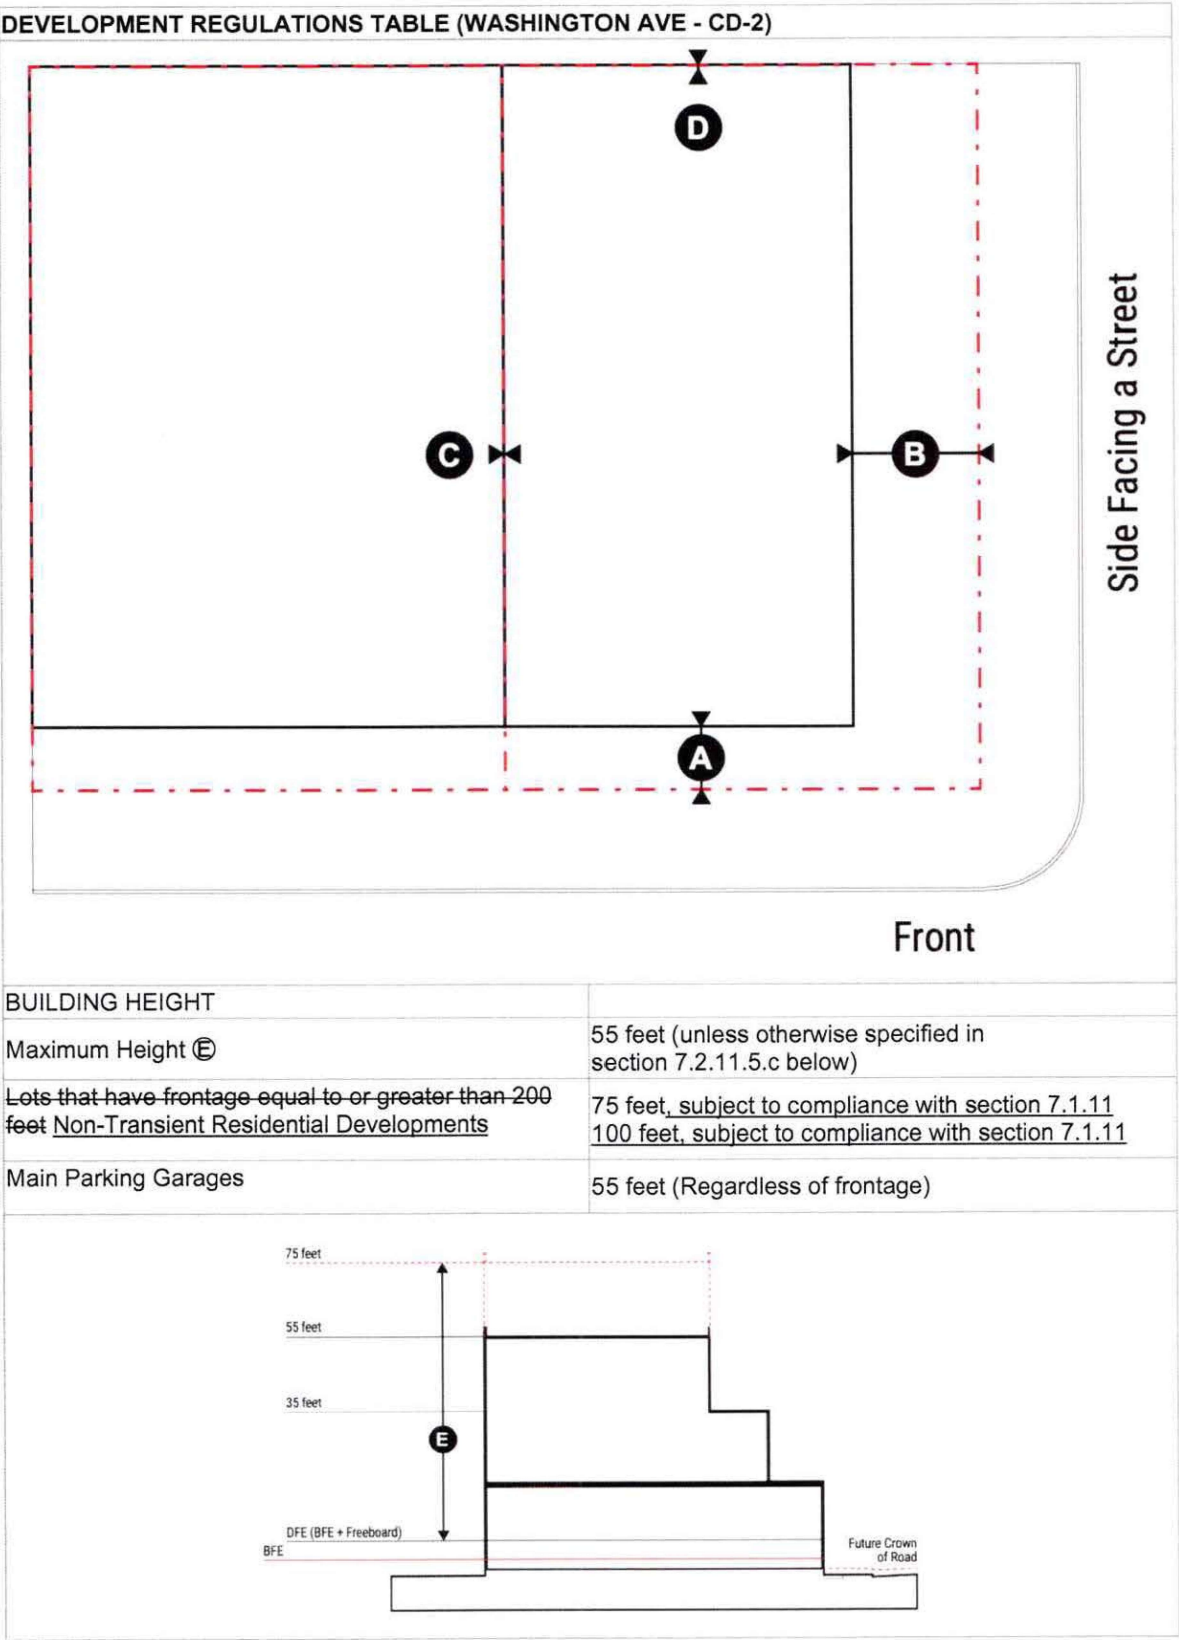 DEVELOPMENT REGULATIONS TABLE (WASHINGTON AVE - CD-2)
D
C
B
Side Facing a Street
A
Front
BUILDING HEIGHT
Maximum Height Ⓔ
55 feet (unless otherwise specified in
section 7.2.11.5.c below)
Lots that have frontage equal to or greater than 200
feet Non-Transient Residential Developments
75 feet, subject to compliance with section 7.1.11
100 feet, subject to compliance with section 7.1.11
Main Parking Garages
55 feet (Regardless of frontage)
75 feet
55 feet
35 feet
E
DFE (BFE + Freeboard)
BFE
Future Crown
of Road